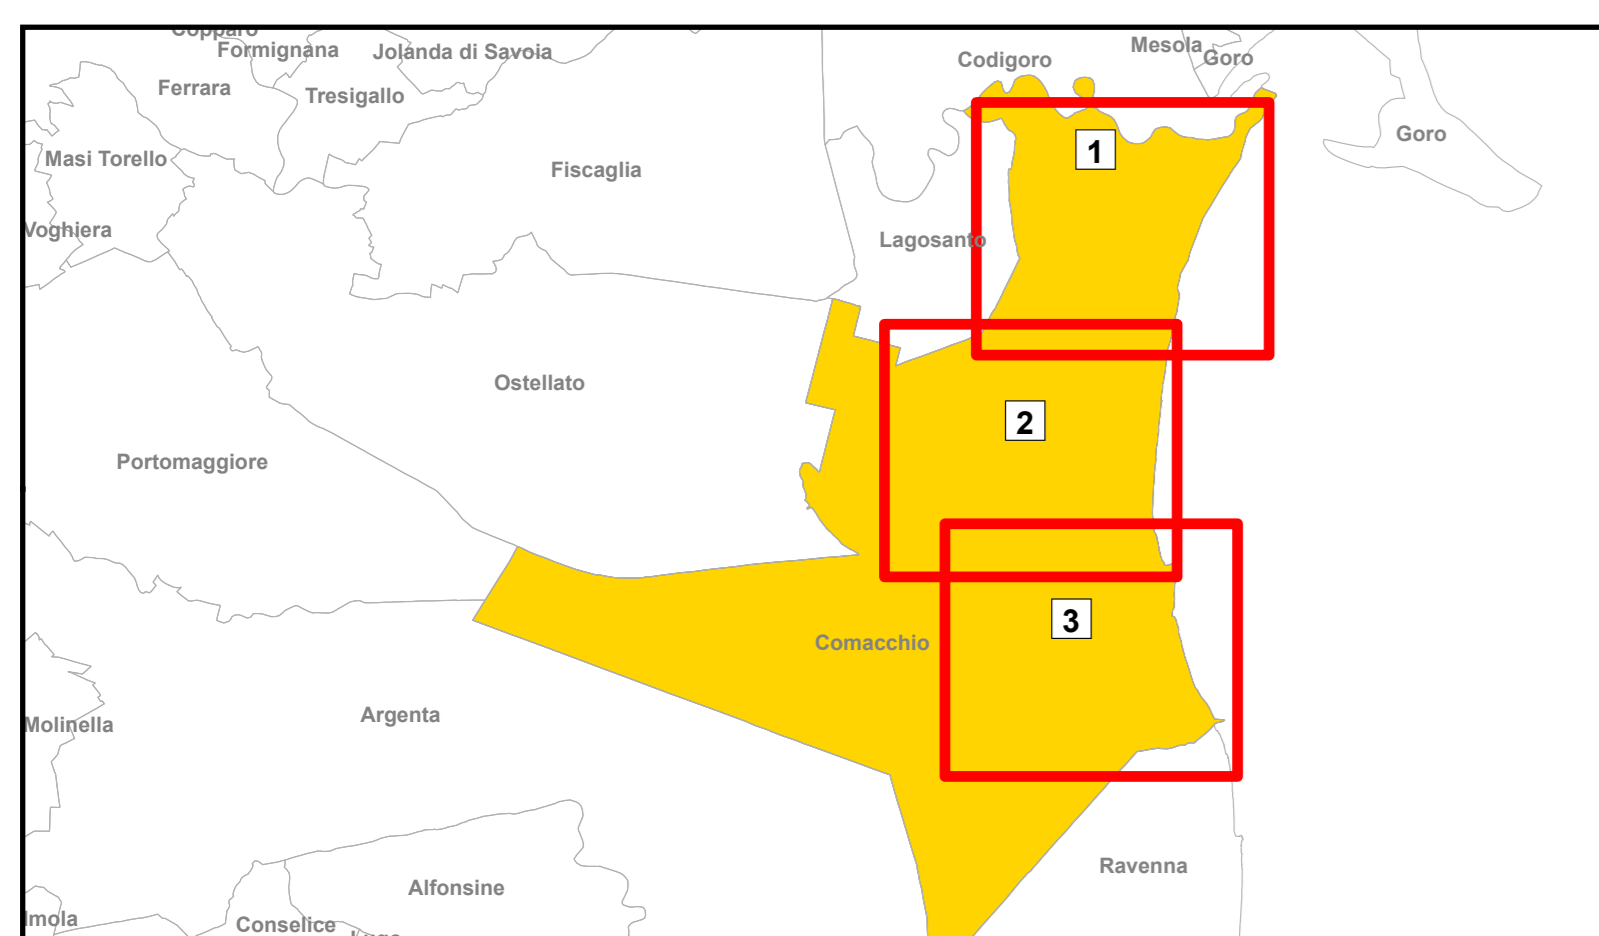 Copparo
Formignana
Jolanda di Savoia
Codigoro
Mesola
Goro
Ferrara
Tresigallo
Goro
1
Masi Torello
Fiscaglia
Voghiera
Lagosanto
Ostellato
2
Portomaggiore
3
Comacchio
Argenta
Molinella
Ravenna
Alfonsine
Imola
Conselice